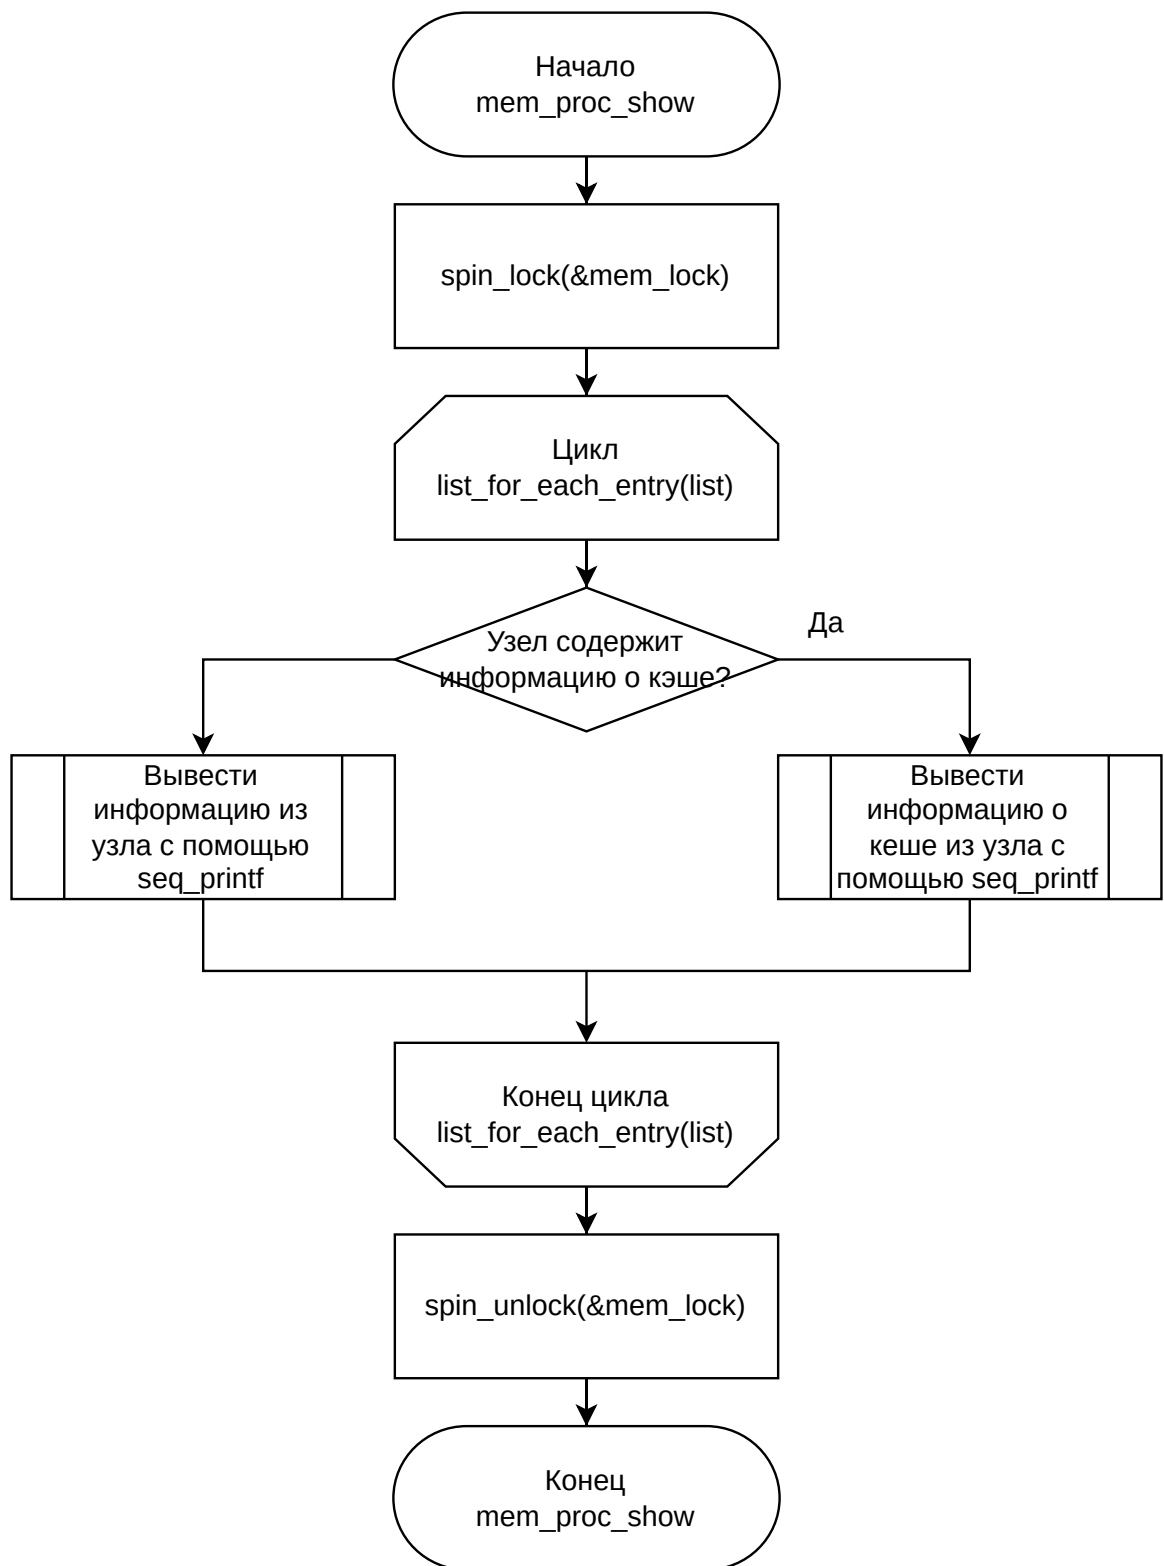 Начало
mem_proc_show
spin_lock(&mem_lock)
Цикл
list_for_each_entry(list)
Да
Узел содержит
информацию о кэше?
Вывести
информацию из
узла с помощью
seq_printf
Вывести
информацию о
кеше из узла с
помощью seq_printf
Конец цикла
list_for_each_entry(list)
spin_unlock(&mem_lock)
Конец
mem_proc_show